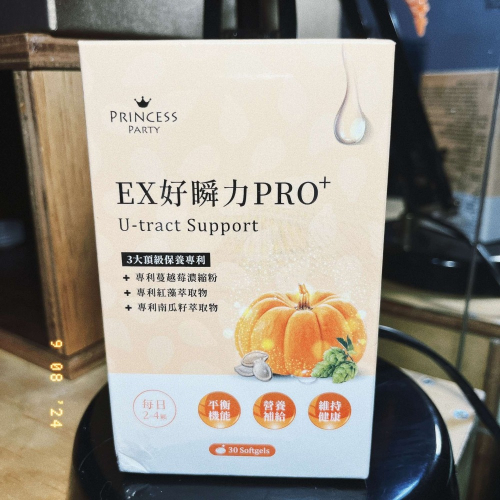 PRINCESS
PARTY
EX好瞬力PRO+
U-tract Support
3大頂級保養專利
+ 專利蔓越莓濃縮粉
+ 專利紅藻萃取物
+ 專利南瓜籽萃取物
每日
2-4顆
平衡
機能
營養
補給
維持
健康
30 Softgels
9 08 '24